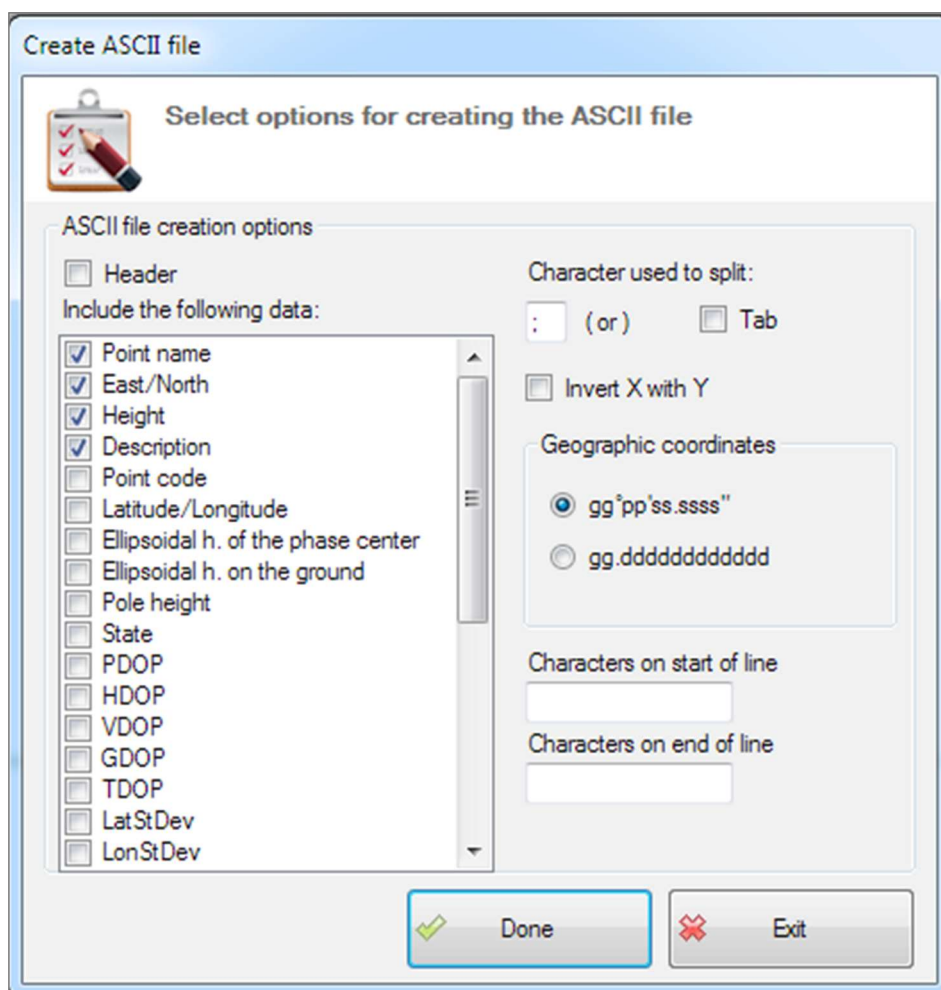 Create ASCII file
Select options for creating the ASCII file
ASCII file creation options
Header
Include the following data:
Point name
East/North
Height
Description
Point code
Latitude/Longitude
Ellipsoidal h. of the phase center
Ellipsoidal h. on the ground
Pole height
State
PDOP
HDOP
VDOP
GDOP
TDOP
LatStDev
LonStDev
Character used to split:
; (or) Tab
Invert X with Y
Geographic coordinates
gg°pp'ss.ssss"
gg.dddddddddddd
Characters on start of line
Characters on end of line
Done
Exit